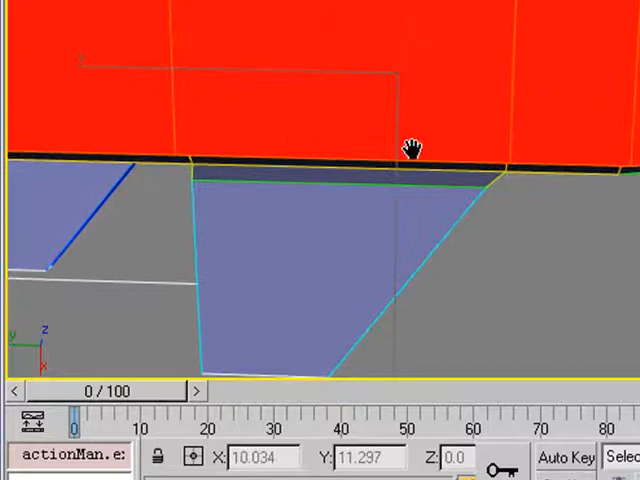 y
y z
x
< 0 / 100 >
0 10 20 30 40 50 60 70 80
actionMan.e: X: 10.034 Y: 11.297 Z: 0.0 Auto Key Selec